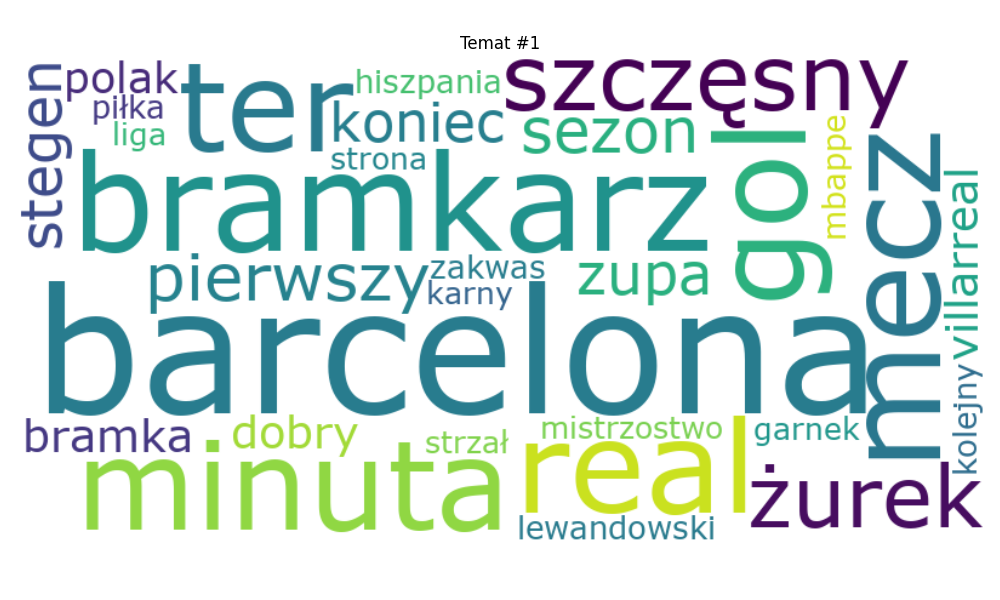 Temat #1
stegen
polak
piłka
liga
ter
hiszpania
koniec
strona
szczęsny
sezon
gol
mbappe
mecz
villarreal
bramkarz
pierwszy
zakwas
karny
zupa
barcelona
kolejny
bramka
dobry
strzał
mistrzostwo
garnek
minuta
real
żurek
lewandowski